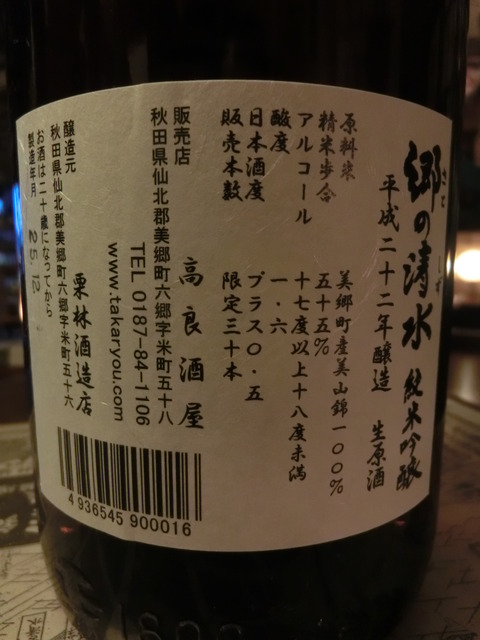 郷の清水 純米吟醸
さと しず
平成二十二年醸造 生原酒
原料米 美郷町産美山錦一〇〇%
精米歩合 五十五%
アルコール 十七度以上十八度未満
酸度 一.六
日本酒度 プラス〇.五
販売本数 限定三十本
販売店 高良酒屋
秋田県仙北郡美郷町六郷字米町五十八
TEL 0187-84-1106
www.takaryou.com
醸造元 栗林酒造店
秋田県仙北郡美郷町六郷字米町五十六
お酒は二十歳になってから
製造年月 25.12
4 936545 900016